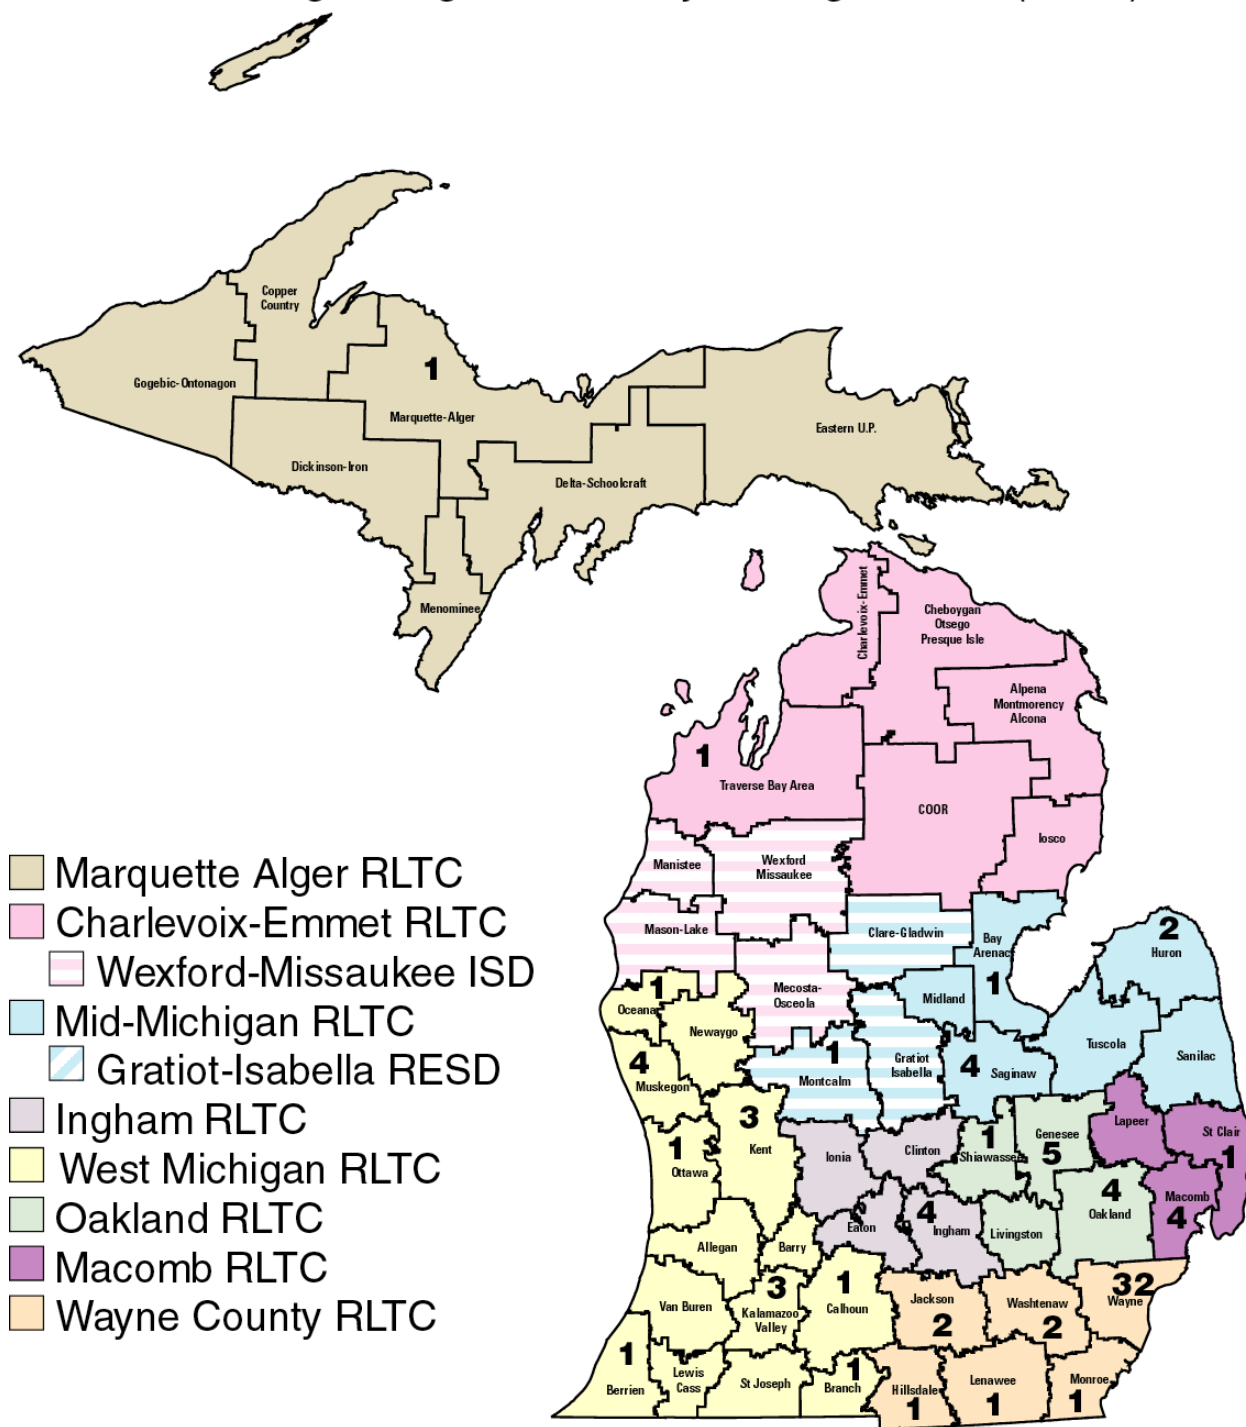 Copper
Country
1
Gogebic-Ontonagon
Marquette-Alger
Eastern U.P.
Dickinson-Iron
Delta-Schoolcraft
Menominee
Charlevoix-Emmet
Cheboygan
Otsego
Presque Isle
Alpena
Montmorency
Alcona
1
Traverse Bay Area
COOR
Iosco
Manistee
Wexford
Missaukee
Mason-Lake
Clare-Gladwin
Bay
Arenac
1
2
Huron
Mecosta-
Osceola
Midland
1
Oceana
Newaygo
Tuscola
Sanilac
4
Muskegon
1
Montcalm
Gratiot
Isabella
4
Saginaw
3
Kent
1
Ottawa
Ionia
Clinton
1
Shiawassee
Genesee
5
Lapeer
St Clair
1
Eaton
4
Ingham
Livingston
4
Oakland
Macomb
4
Allegan
Barry
Van Buren
3
Kalamazoo
Valley
1
Calhoun
Jackson
2
Washtenaw
2
32
Wayne
1
Berrien
Lewis
Cass
St Joseph
1
Branch
Hillsdale
1
Lenawee
1
Monroe
1
Marquette Alger RLTC
Charlevoix-Emmet RLTC
Wexford-Missaukee ISD
Mid-Michigan RLTC
Gratiot-Isabella RESD
Ingham RLTC
West Michigan RLTC
Oakland RLTC
Macomb RLTC
Wayne County RLTC